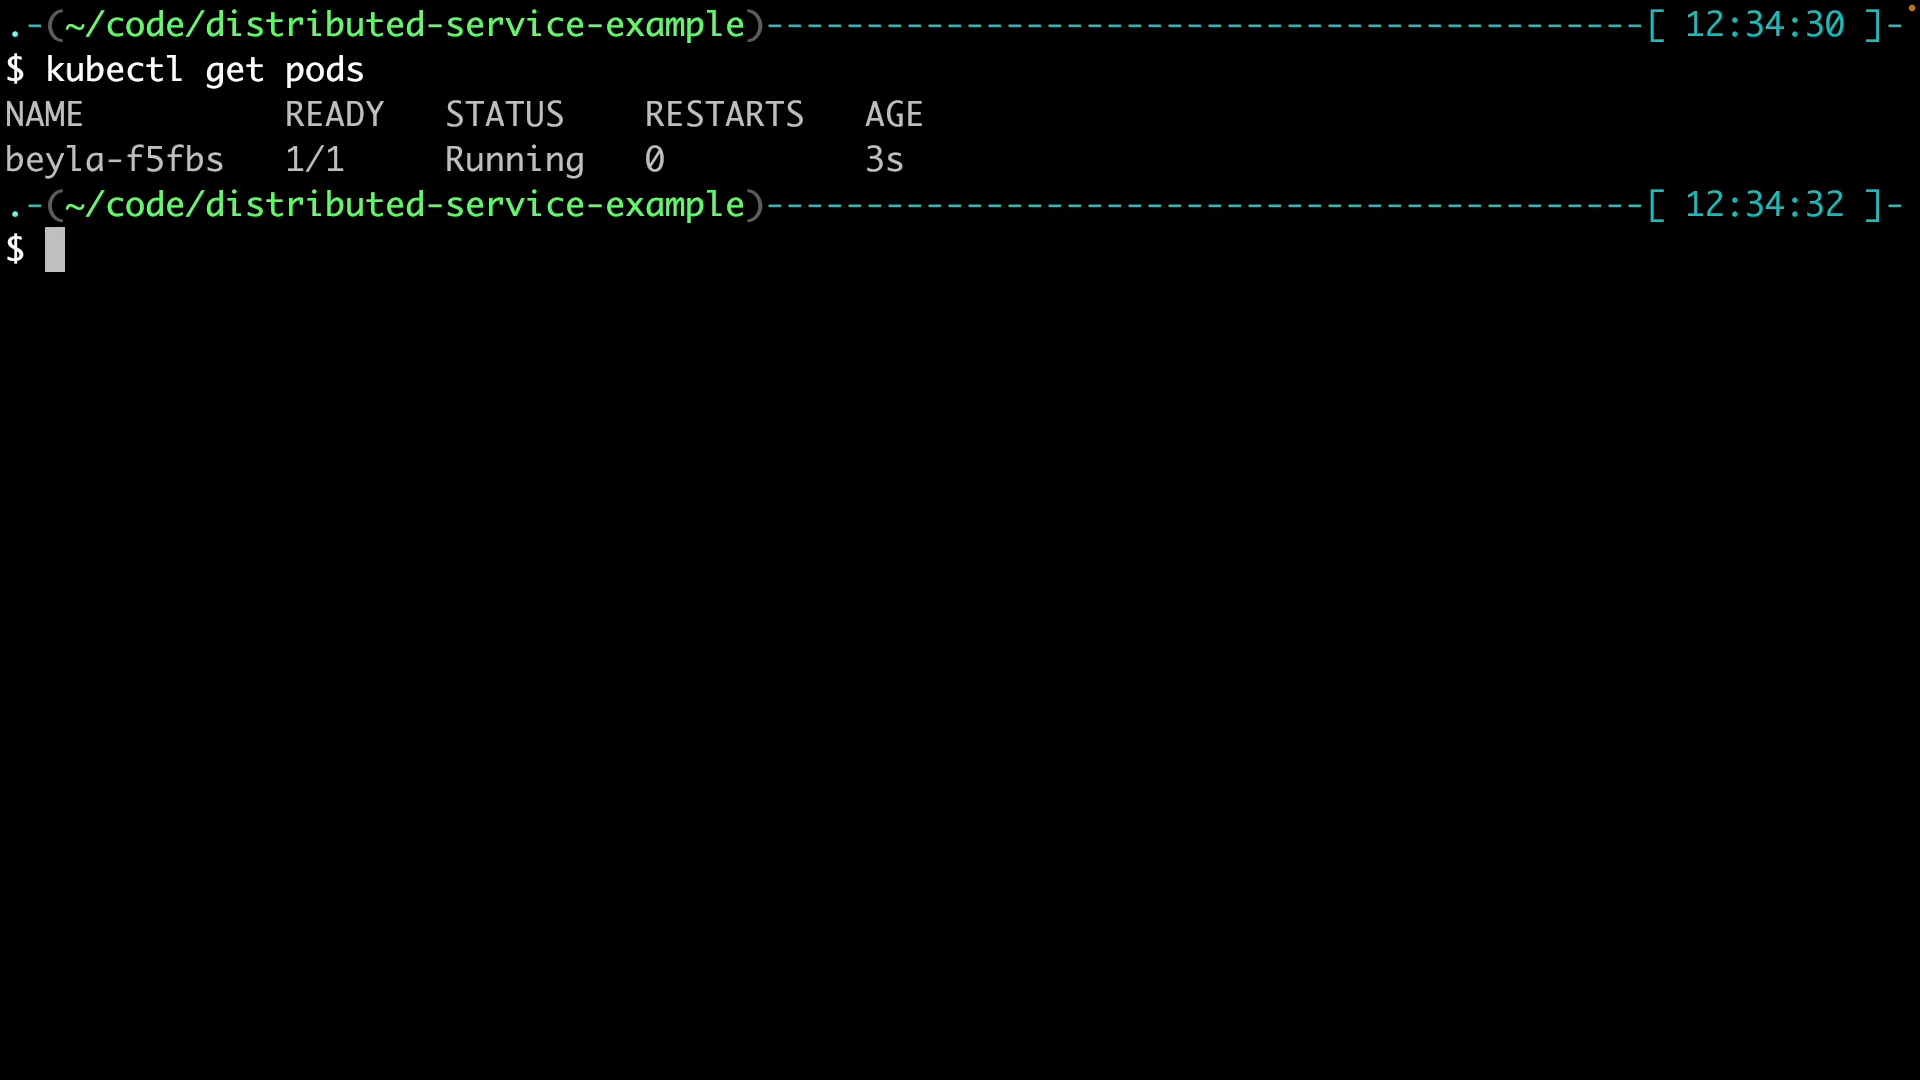 .-(~/code/distributed-service-example)--------------------------------------------[ 12:34:30 ]-
$ kubectl get pods
NAME          READY   STATUS    RESTARTS   AGE
beyla-f5fbs   1/1     Running   0          3s
.-(~/code/distributed-service-example)--------------------------------------------[ 12:34:32 ]-
$